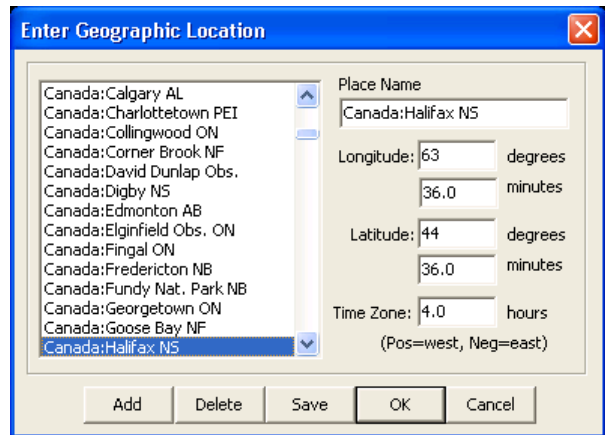 Enter Geographic Location
Canada:Calgary AL
Canada:Charlottetown PEI
Canada:Collingwood ON
Canada:Corner Brook NF
Canada:David Dunlap Obs.
Canada:Digby NS
Canada:Edmonton AB
Canada:Elginfield Obs. ON
Canada:Fingal ON
Canada:Fredericton NB
Canada:Fundy Nat. Park NB
Canada:Georgetown ON
Canada:Goose Bay NF
Canada:Halifax NS
Place Name
Canada:Halifax NS
Longitude: 63 degrees
36.0 minutes
Latitude: 44 degrees
36.0 minutes
Time Zone: 4.0 hours
(Pos=west, Neg=east)
Add Delete Save OK Cancel